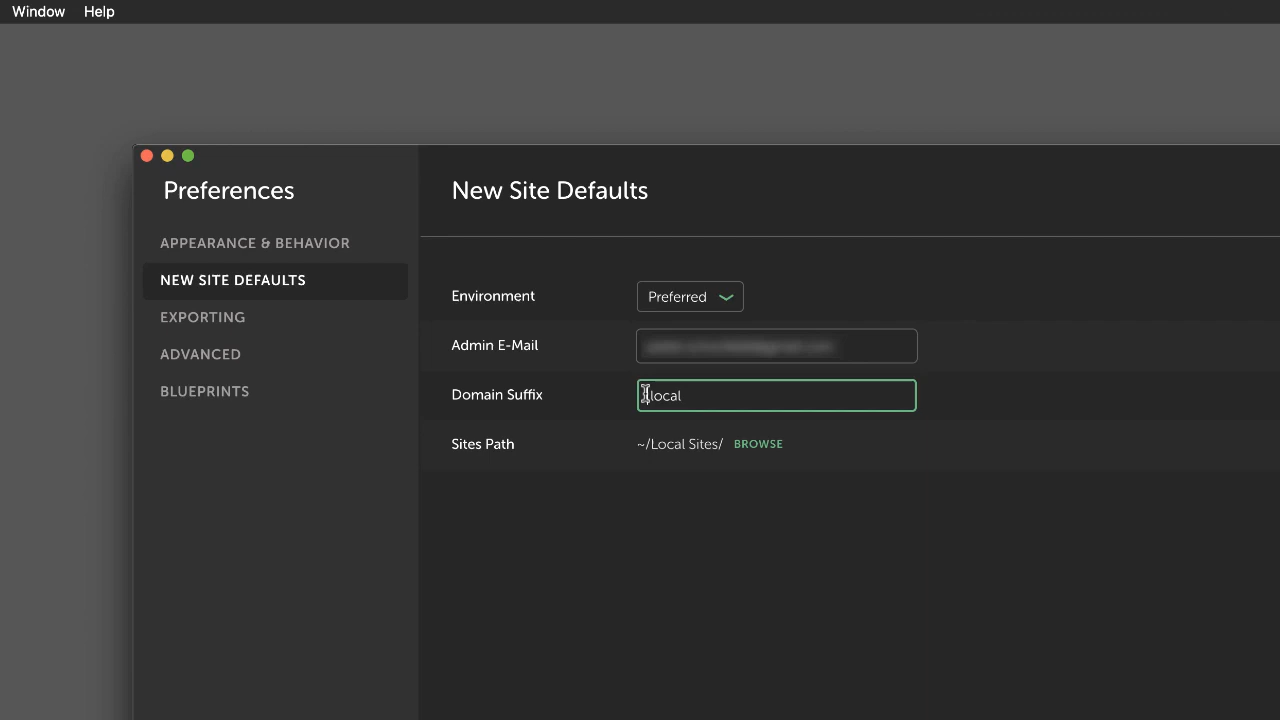 Window Help
Preferences
New Site Defaults
APPEARANCE & BEHAVIOR
NEW SITE DEFAULTS
EXPORTING
ADVANCED
BLUEPRINTS
Environment Preferred
Admin E-Mail
Domain Suffix local
Sites Path ~/Local Sites/ BROWSE